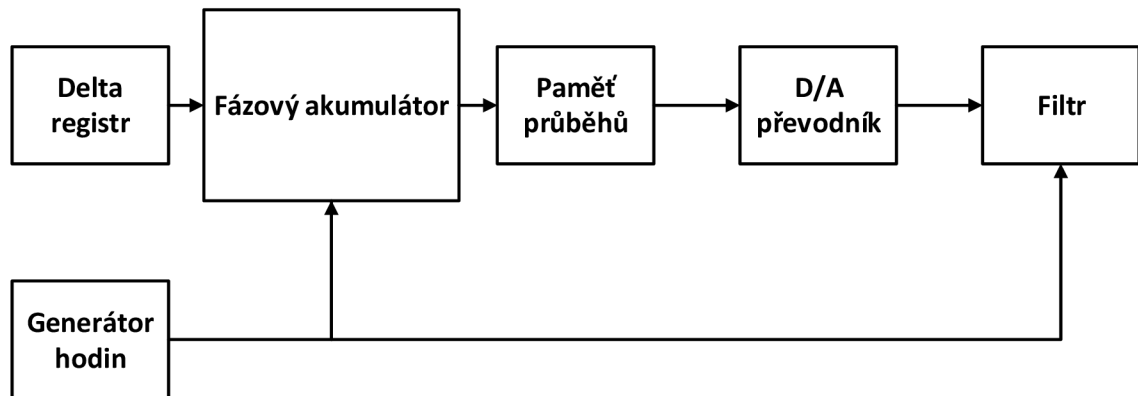 Delta
registr
Fázový akumulátor
Paměť
průběhů
D/A
převodník
Filtr
Generátor
hodin